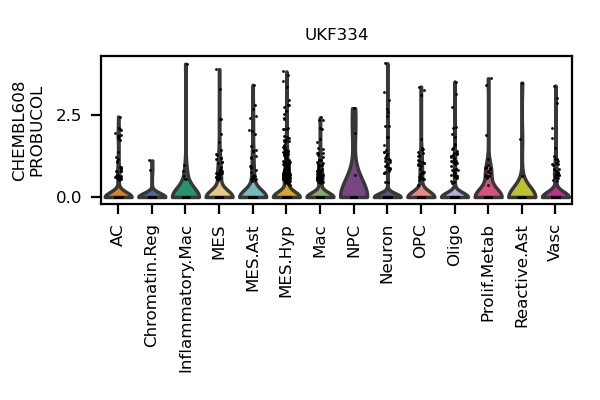 UKF334
CHEMBL608
PROBUCOL
2.5
0.0
AC
Chromatin.Reg
Inflammatory.Mac
MES
MES.Ast
MES.Hyp
Mac
NPC
Neuron
OPC
Oligo
Prolif.Metab
Reactive.Ast
Vasc